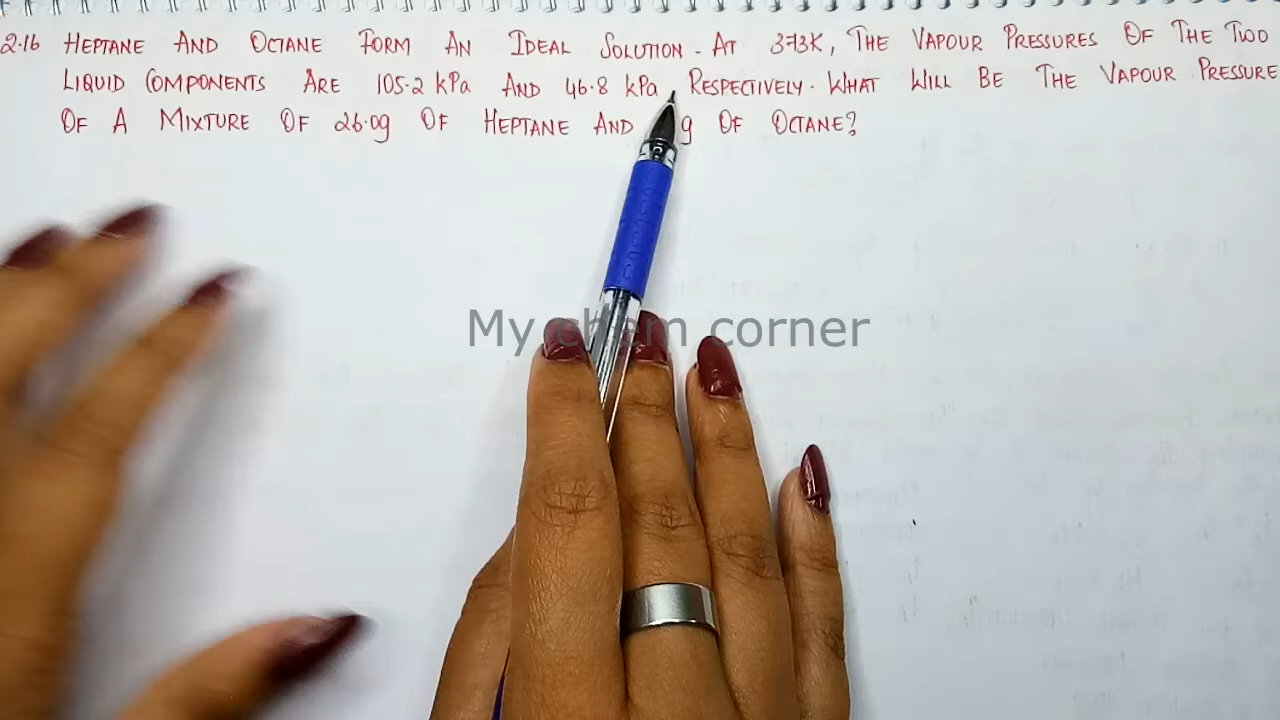 2.16 HEPTANE AND OCTANE FORM AN IDEAL SOLUTION. AT 373K, THE VAPOUR PRESSURES OF THE TWO
LIQUID COMPONENTS ARE 105.2 kPa AND 46.8 kPa RESPECTIVELY. WHAT WILL BE THE VAPOUR PRESSURE
OF A MIXTURE OF 26.0g OF HEPTANE AND g OF OCTANE?
My chem corner